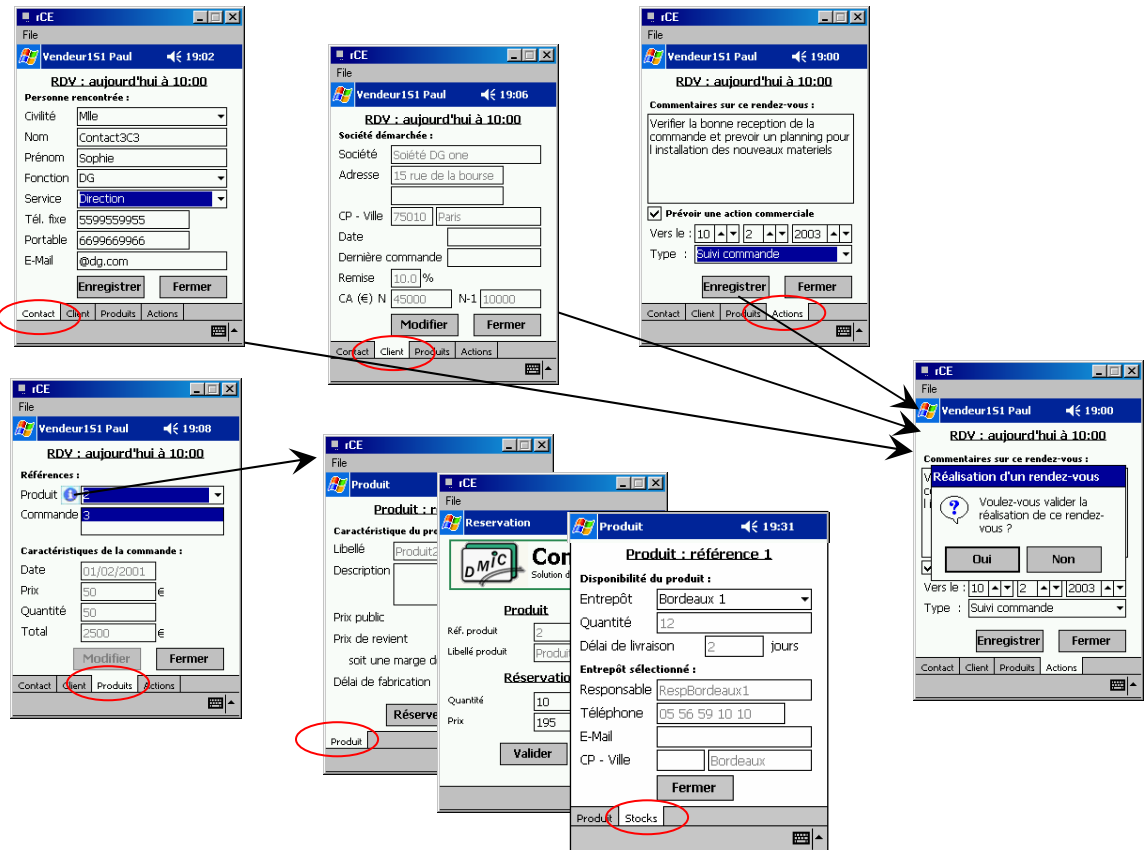 rCE
File
Vendeur1S1 Paul 19:02
RDV : aujourd'hui à 10:00
Personne rencontrée :
Civilité Mlle
Nom Contact3C3
Prénom Sophie
Fonction DG
Service Direction
Tél. fixe 5599559955
Portable 6699669966
E-Mail @dg.com
Enregistrer Fermer
Contact Client Produits Actions
rCE
File
Vendeur1S1 Paul 19:06
RDV : aujourd'hui à 10:00
Société démarchée :
Société Soiété DG one
Adresse 15 rue de la bourse
CP - Ville 75010 Paris
Date
Dernière commande
Remise 10.0 %
CA (€) N 45000 N-1 10000
Modifier Fermer
Contact Client Produits Actions
rCE
File
Vendeur1S1 Paul 19:00
RDV : aujourd'hui à 10:00
Commentaires sur ce rendez-vous :
Verifier la bonne reception de la
commande et prevoir un planning pour
l installation des nouveaux materiels
Prévoir une action commerciale
Vers le : 10 2 2003
Type : Suivi commande
Enregistrer Fermer
Contact Client Produits Actions
rCE
File
Vendeur1S1 Paul 19:08
RDV : aujourd'hui à 10:00
Références :
Produit 2
Commande 3
Caractéristiques de la commande :
Date 01/02/2001
Prix 50 €
Quantité 50
Total 2500 €
Modifier Fermer
Contact Client Produits Actions
rCE
File
Produit
Produit : r
Caractéristique du pro
Libellé Produit2
Description
Prix public
Prix de revient
soit une marge d
Délai de fabrication
Réserve
Produit
rCE
File
Reservation
DMIC Con
Solution d
Produit
Réf. produit 2
Libellé produit Produi
Réservatio
Quantité 10
Prix 195
Valider
Produit 19:31
Produit : référence 1
Disponibilité du produit :
Entrepôt Bordeaux 1
Quantité 12
Délai de livraison 2 jours
Entrepôt sélectionné :
Responsable RespBordeaux1
Téléphone 05 56 59 10 10
E-Mail
CP - Ville Bordeaux
Fermer
Produit Stocks
rCE
File
Vendeur1S1 Paul 19:00
RDV : aujourd'hui à 10:00
Commentaires sur ce rendez-vous :
Réalisation d'un rendez-vous
Voulez-vous valider la
réalisation de ce rendez-
vous ?
Oui Non
Vers le : 10 2 2003
Type : Suivi commande
Enregistrer Fermer
Contact Client Produits Actions